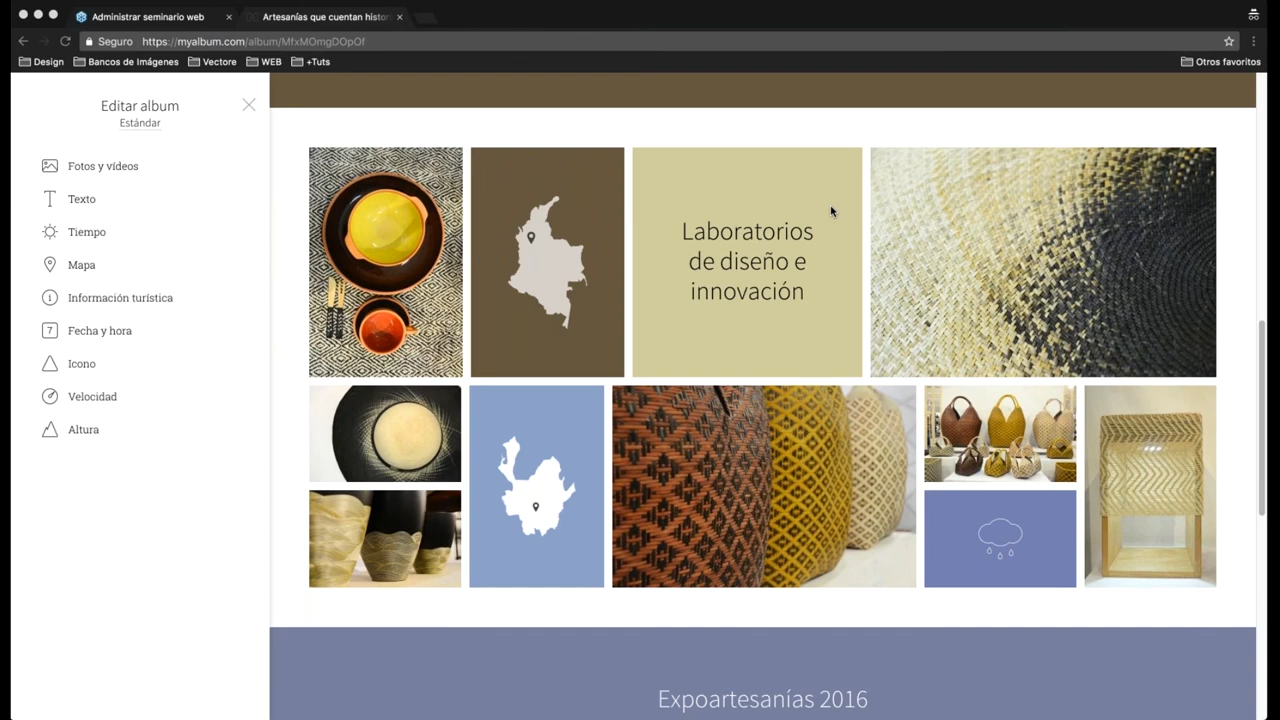 Administrar seminario web
Artesanías que cuentan histor
Seguro https://myalbum.com/album/MfxMOmgDOpOf
Design
Bancos de Imágenes
Vectore
WEB
+Tuts
Otros favoritos
Editar album
Estándar
Fotos y vídeos
Texto
Tiempo
Mapa
Información turística
7 Fecha y hora
Icono
Velocidad
Altura
Laboratorios
de diseño e
innovación
Expoartesanías 2016